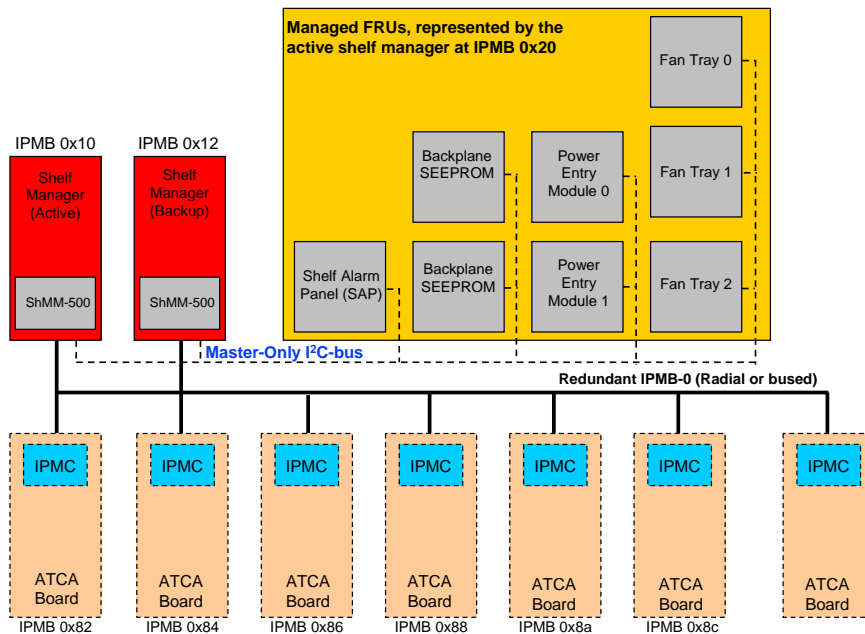 Managed FRUs, represented by the
active shelf manager at IPMB 0x20
Fan Tray 0
IPMB 0x10
IPMB 0x12
Shelf
Manager
(Active)
Shelf
Manager
(Backup)
Backplane
SEEPROM
Power
Entry
Module 0
Fan Tray 1
Shelf Alarm
Panel (SAP)
Backplane
SEEPROM
Power
Entry
Module 1
Fan Tray 2
ShMM-500
ShMM-500
Master-Only I²C-bus
Redundant IPMB-0 (Radial or bused)
IPMC
IPMC
IPMC
IPMC
IPMC
IPMC
IPMC
ATCA
Board
ATCA
Board
ATCA
Board
ATCA
Board
ATCA
Board
ATCA
Board
ATCA
Board
IPMB 0x82
IPMB 0x84
IPMB 0x86
IPMB 0x88
IPMB 0x8a
IPMB 0x8c